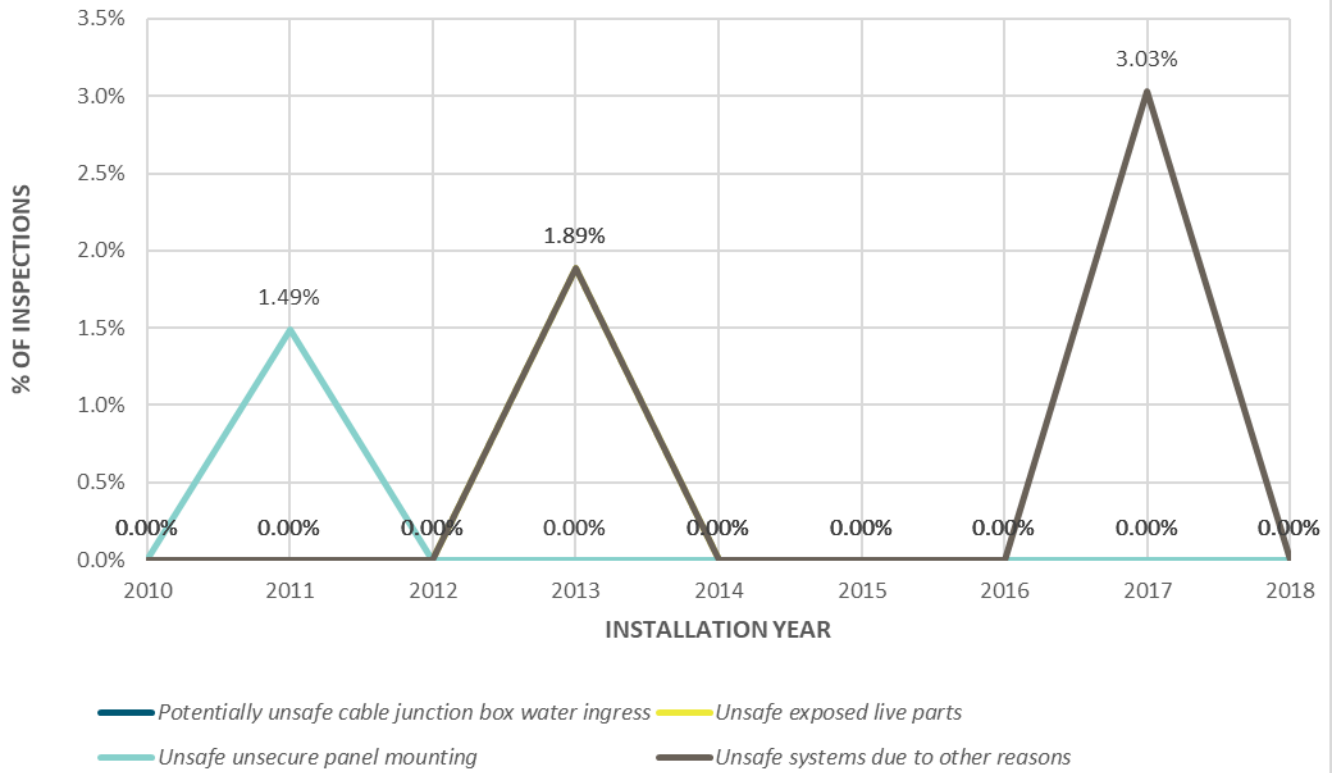 3.5%
3.0%
2.5%
2.0%
1.5%
1.0%
0.5%
0.0%
% OF INSPECTIONS
3.03%
1.89%
1.49%
0.00% 0.00% 0.00% 0.00% 0.00% 0.00% 0.00% 0.00% 0.00%
2010 2011 2012 2013 2014 2015 2016 2017 2018
INSTALLATION YEAR
Potentially unsafe cable junction box water ingress Unsafe exposed live parts
Unsafe unsecure panel mounting Unsafe systems due to other reasons